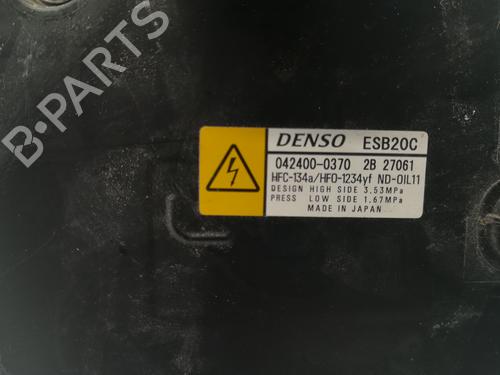 DENSO ESB20C
042400-0370 2B 27061
HFC-134a/HFO-1234yf ND-OIL11
DESIGN HIGH SIDE 3.53MPa
PRESS LOW SIDE 1.67MPa
MADE IN JAPAN
B-PARTS